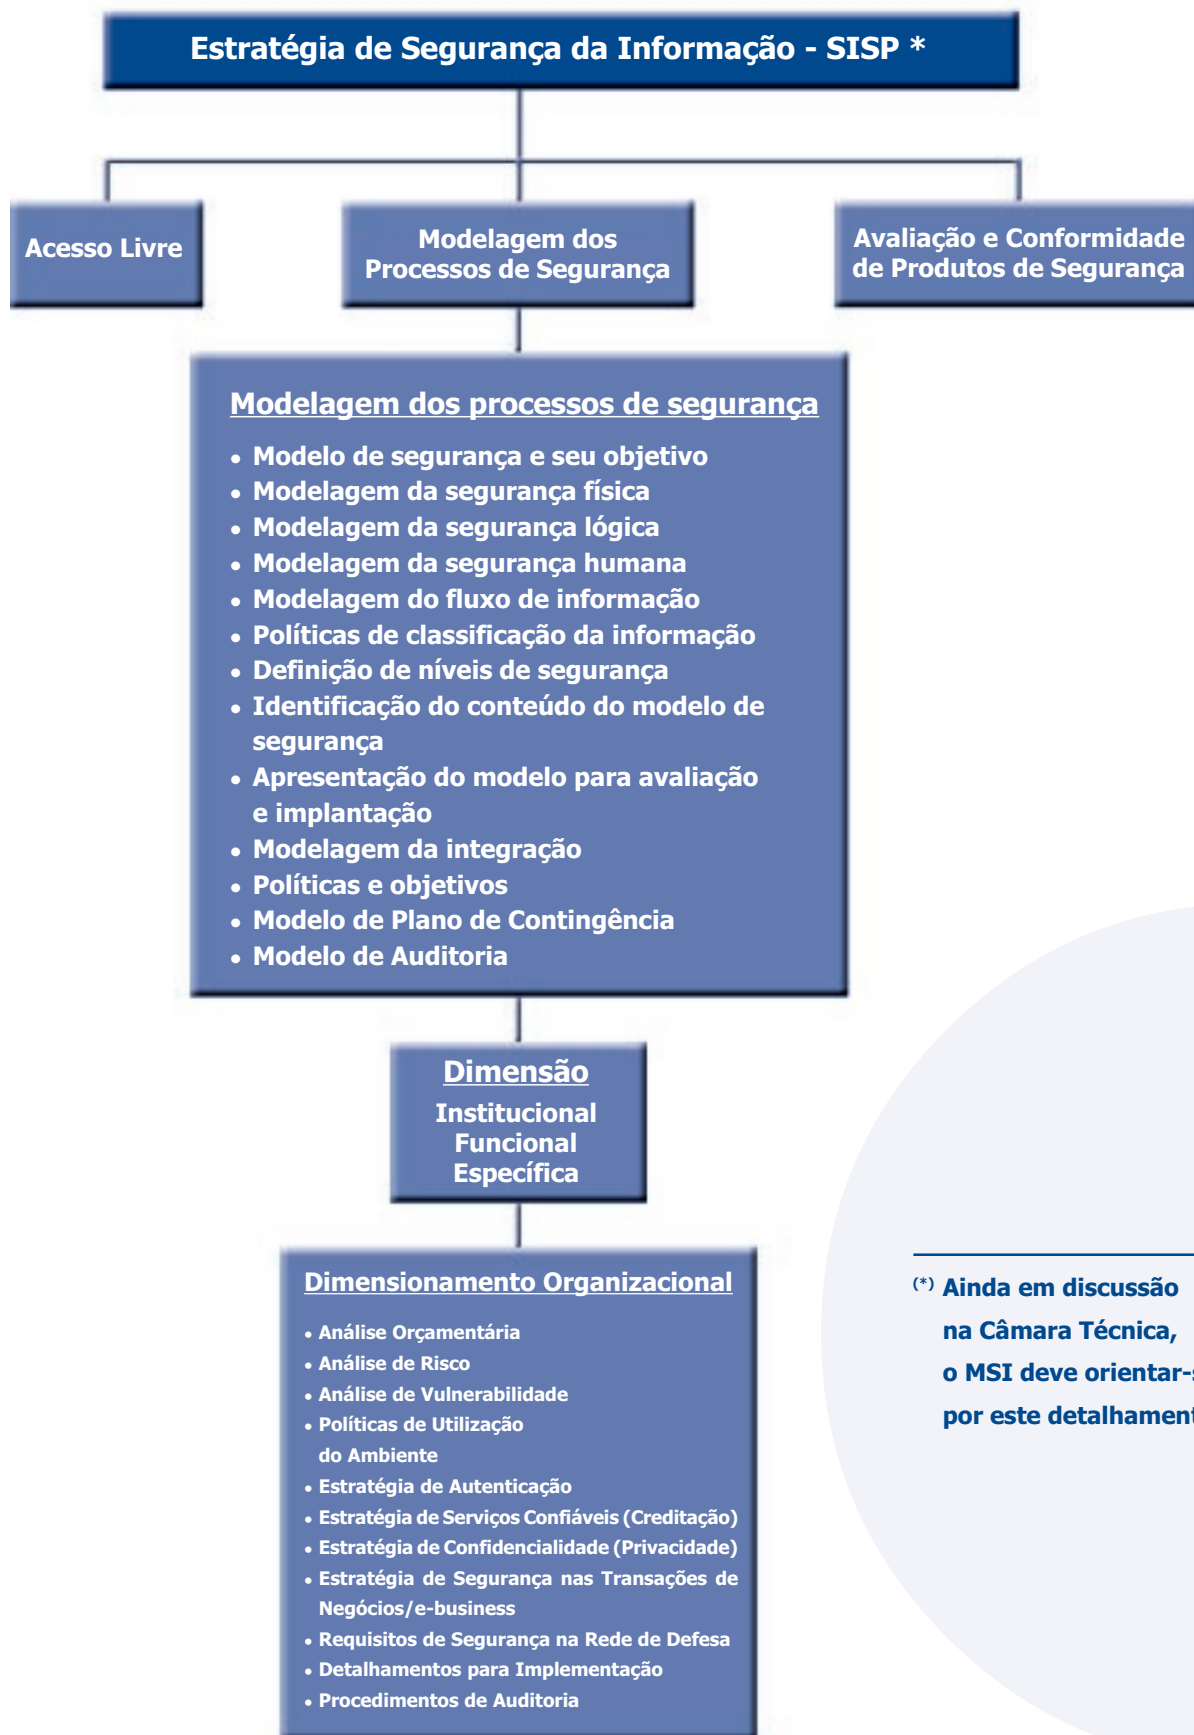 Estratégia de Segurança da Informação - SISP *
Acesso Livre
Modelagem dos
Processos de Segurança
Avaliação e Conformidade
de Produtos de Segurança
Modelagem dos processos de segurança
• Modelo de segurança e seu objetivo
• Modelagem da segurança física
• Modelagem da segurança lógica
• Modelagem da segurança humana
• Modelagem do fluxo de informação
• Políticas de classificação da informação
• Definição de níveis de segurança
• Identificação do conteúdo do modelo de
segurança
• Apresentação do modelo para avaliação
e implantação
• Modelagem da integração
• Políticas e objetivos
• Modelo de Plano de Contingência
• Modelo de Auditoria
Dimensão
Institucional
Funcional
Específica
Dimensionamento Organizacional
• Análise Orçamentária
• Análise de Risco
• Análise de Vulnerabilidade
• Políticas de Utilização
do Ambiente
• Estratégia de Autenticação
• Estratégia de Serviços Confiáveis (Creditação)
• Estratégia de Confidencialidade (Privacidade)
• Estratégia de Segurança nas Transações de
Negócios/e-business
• Requisitos de Segurança na Rede de Defesa
• Detalhamentos para Implementação
• Procedimentos de Auditoria
(*) Ainda em discussão
na Câmara Técnica,
o MSI deve orientar-
por este